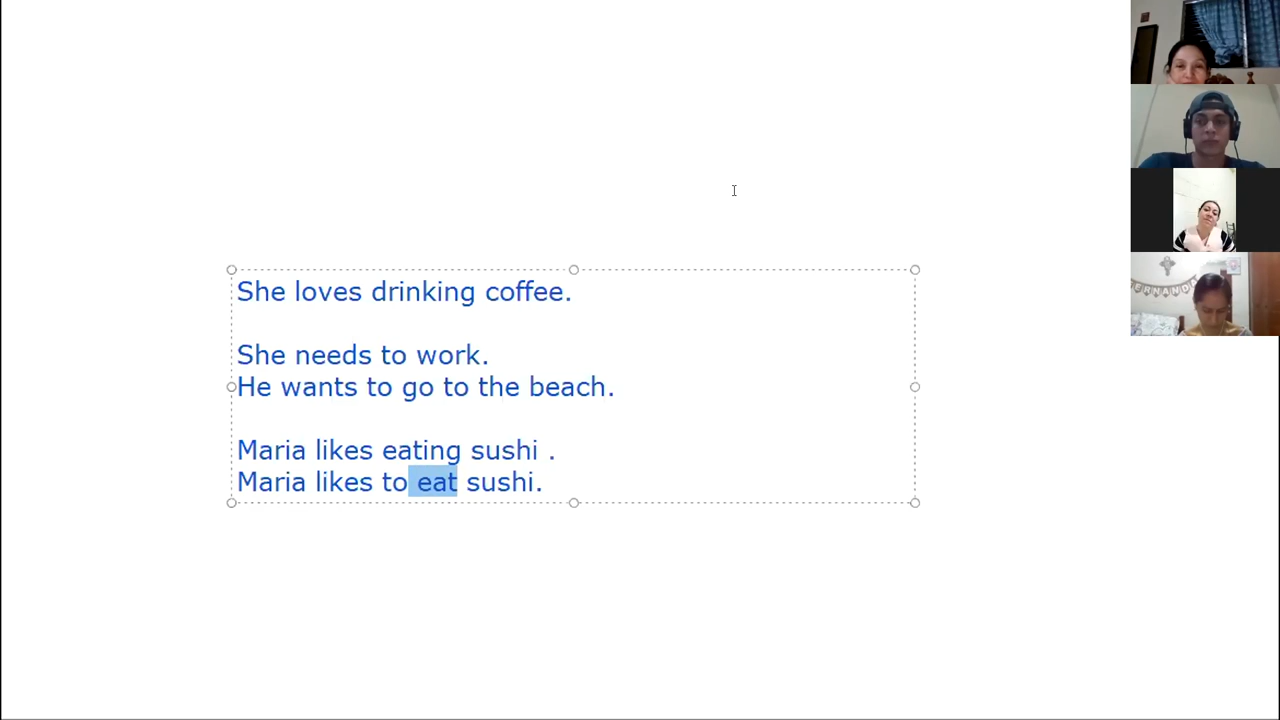 She loves drinking coffee.
She needs to work.
He wants to go to the beach.
Maria likes eating sushi .
Maria likes to eat sushi.
ERNAND